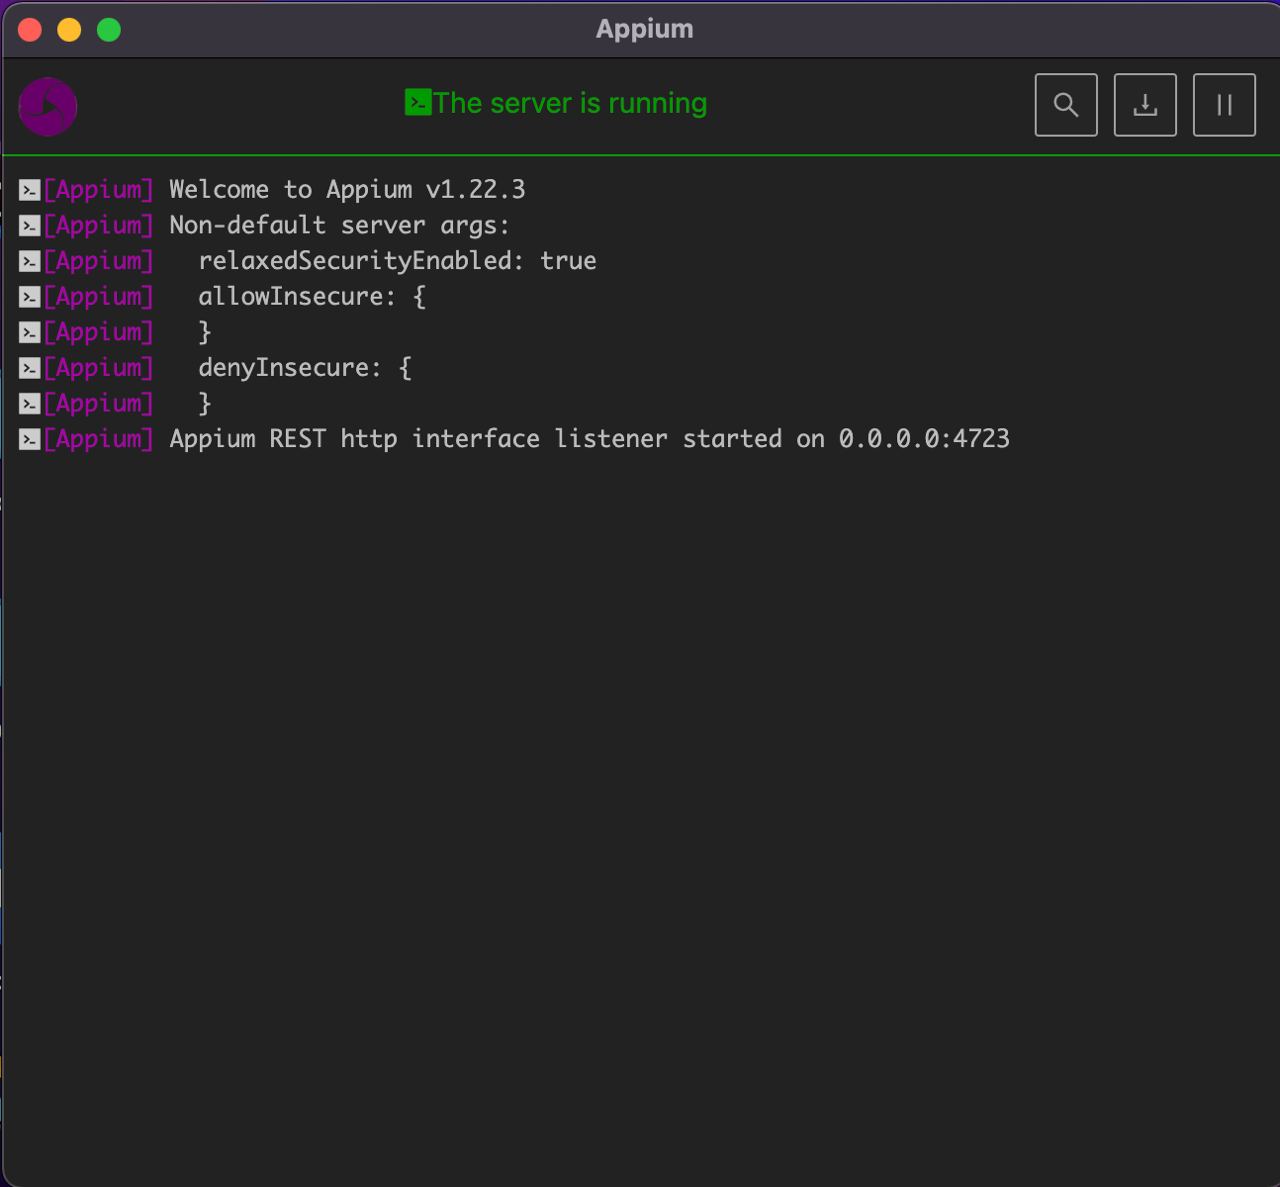 Appium
The server is running
[Appium] Welcome to Appium v1.22.3
[Appium] Non-default server args:
[Appium]   relaxedSecurityEnabled: true
[Appium]   allowInsecure: {
[Appium]   }
[Appium]   denyInsecure: {
[Appium]   }
[Appium] Appium REST http interface listener started on 0.0.0.0:4723